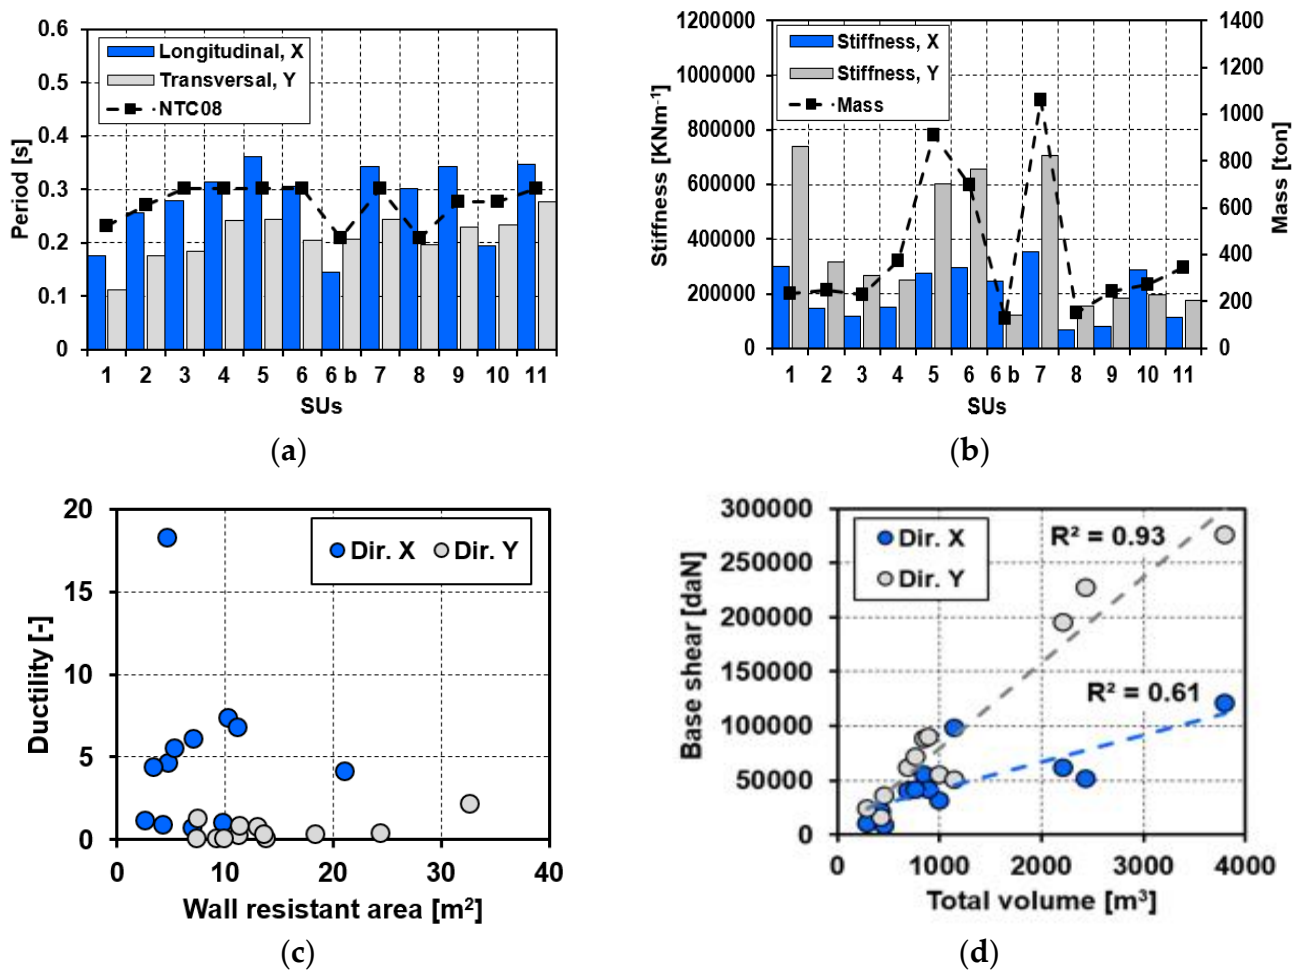 0.6
0.5
0.4
0.3
0.2
0.1
0
Period [s]
Longitudinal, X
Transversal, Y
NTC08
1 2 3 4 5 6 6 b 7 8 9 10 11
SUs
(a)
1200000
1000000
800000
600000
400000
200000
0
Stiffness [KNm⁻¹]
Stiffness, X
Stiffness, Y
Mass
1400
1200
1000
800
600
400
200
0
Mass [ton]
1 2 3 4 5 6 6 b 7 8 9 10 11
SUs
(b)
20
15
10
5
0
Ductility [-]
Dir. X Dir. Y
0 10 20 30 40
Wall resistant area [m²]
(c)
300000
250000
200000
150000
100000
50000
0
Base shear [daN]
Dir. X
Dir. Y
R² = 0.93
R² = 0.61
0 1000 2000 3000 4000
Total volume [m³]
(d)